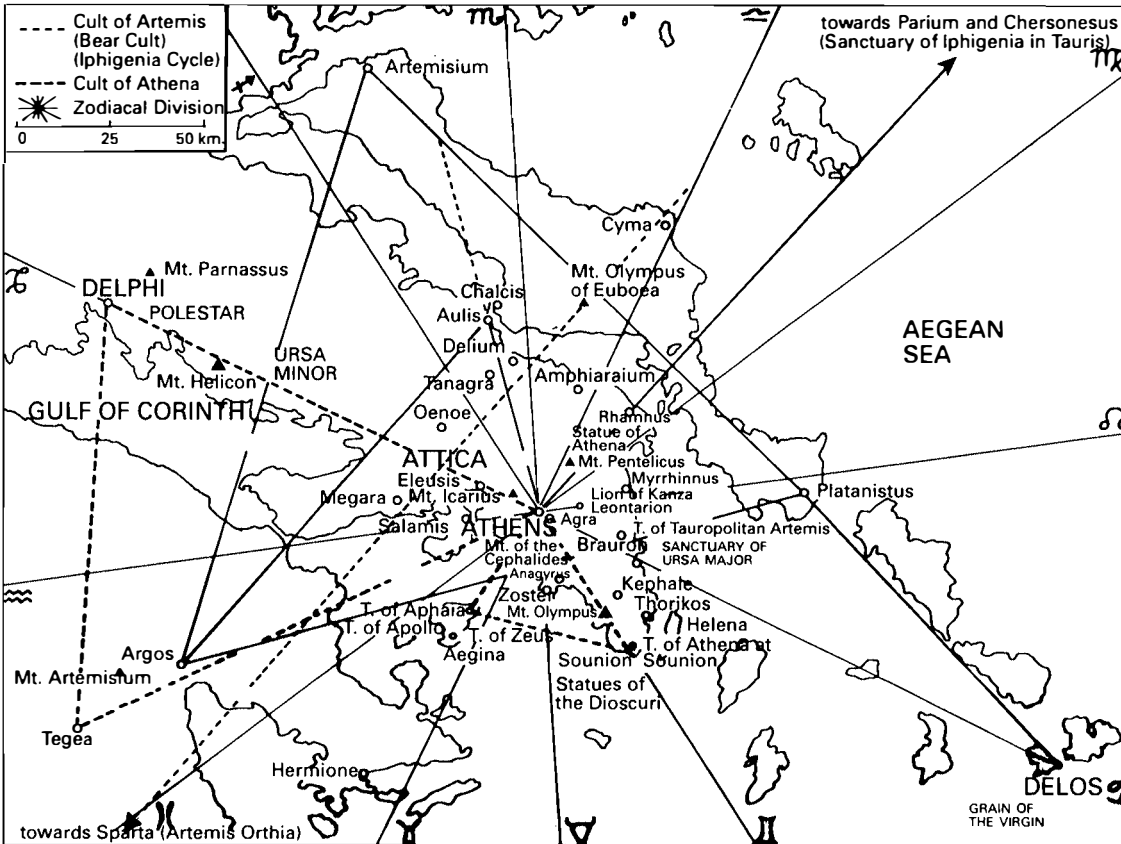 Cult of Artemis
(Bear Cult)
(Iphigenia Cycle)
Cult of Athena
Zodiacal Division
0 25 50 km.
towards Parium and Chersonesus
(Sanctuary of Iphigenia in Tauris)
Artemisium
Cyma
Mt. Parnassus
DELPHI
POLESTAR
Mt. Olympus
of Euboea
Chalcis
Aulis
AEGEAN
SEA
URSA
MINOR
Delium
Mt. Helicon
Tanagra
Amphiaraium
GULF OF CORINTH
Oenoe
Rhamnus
Statue of
Athena
ATTICA
Mt. Pentelicus
Eleusis
Myrrhinnus
Megara
Mt. Icarius
Lion of Kanza
Leontarion
Platanistus
Salamis
ATHENS
Agra
T. of Tauropolitan Artemis
Mt. of the
Cephalides
Brauron
SANCTUARY OF
URSA MAJOR
Anagyrus
Kephale
Zoster
T. of Aphaia
Mt. Olympus
Thorikos
T. of Apollo
T. of Zeus
Helena
Aegina
T. of Athena at
Sounion
Sounion
Argos
Mt. Artemisium
Statues of
the Dioscuri
Tegea
Hermione
DELOS
GRAIN OF
THE VIRGIN
towards Sparta (Artemis Orthia)